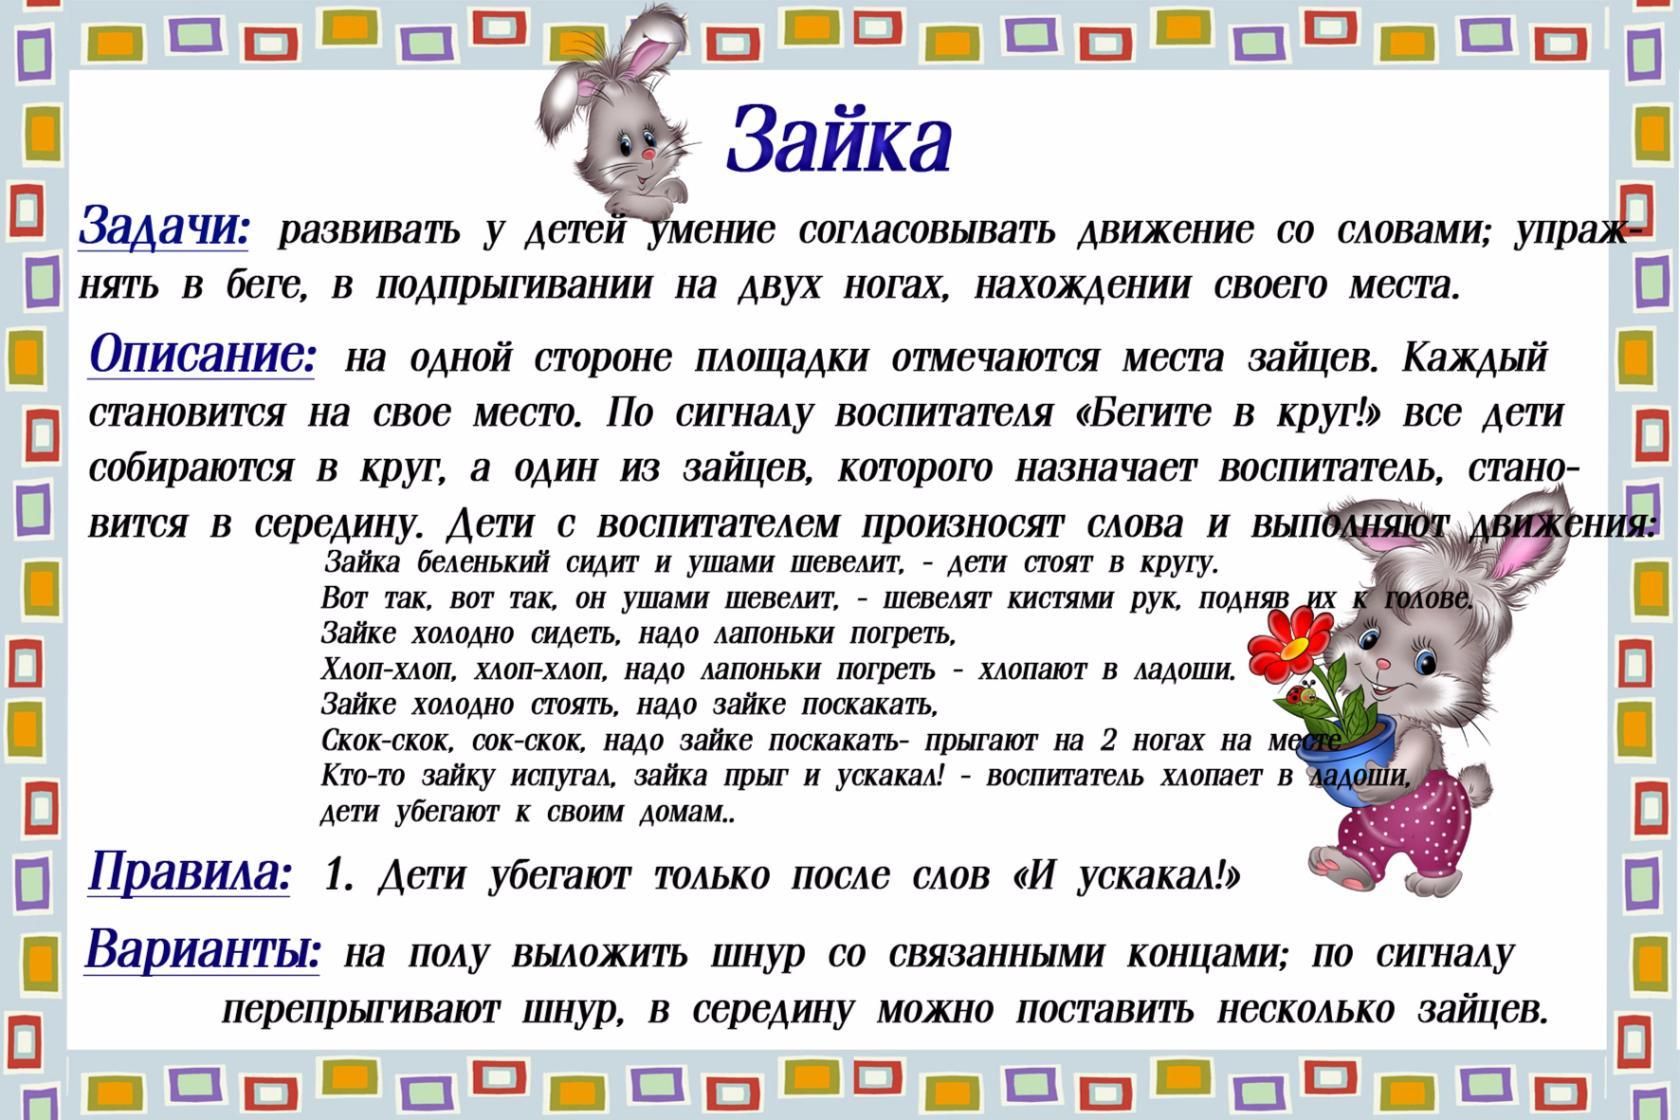 Зайка
Задачи: развивать у детей умение согласовывать движение со словами; упраж-
нять в беге, в подпрыгивании на двух ногах, нахождении своего места.
Описание: на одной стороне площадки отмечаются места зайцев. Каждый
становится на свое место. По сигналу воспитателя «Бегите в круг!» все дети
собираются в круг, а один из зайцев, которого назначает воспитатель, стано-
вится в середину. Дети с воспитателем произносят слова и выполняют движения:
Зайка беленький сидит и ушами шевелит, - дети стоят в кругу.
Вот так, вот так, он ушами шевелит, - шевелят кистями рук, подняв их к голове.
Зайке холодно сидеть, надо лапоньки погреть,
Хлоп-хлоп, хлоп-хлоп, надо лапоньки погреть - хлопают в ладоши.
Зайке холодно стоять, надо зайке поскакать,
Скок-скок, сок-скок, надо зайке поскакать- прыгают на 2 ногах на месте
Кто-то зайку испугал, зайка прыг и ускакал! - воспитатель хлопает в ладоши,
дети убегают к своим домам..
Правила: 1. Дети убегают только после слов «И ускакал!»
Варианты: на полу выложить шнур со связанными концами; по сигналу
перепрыгивают шнур, в середину можно поставить несколько зайцев.